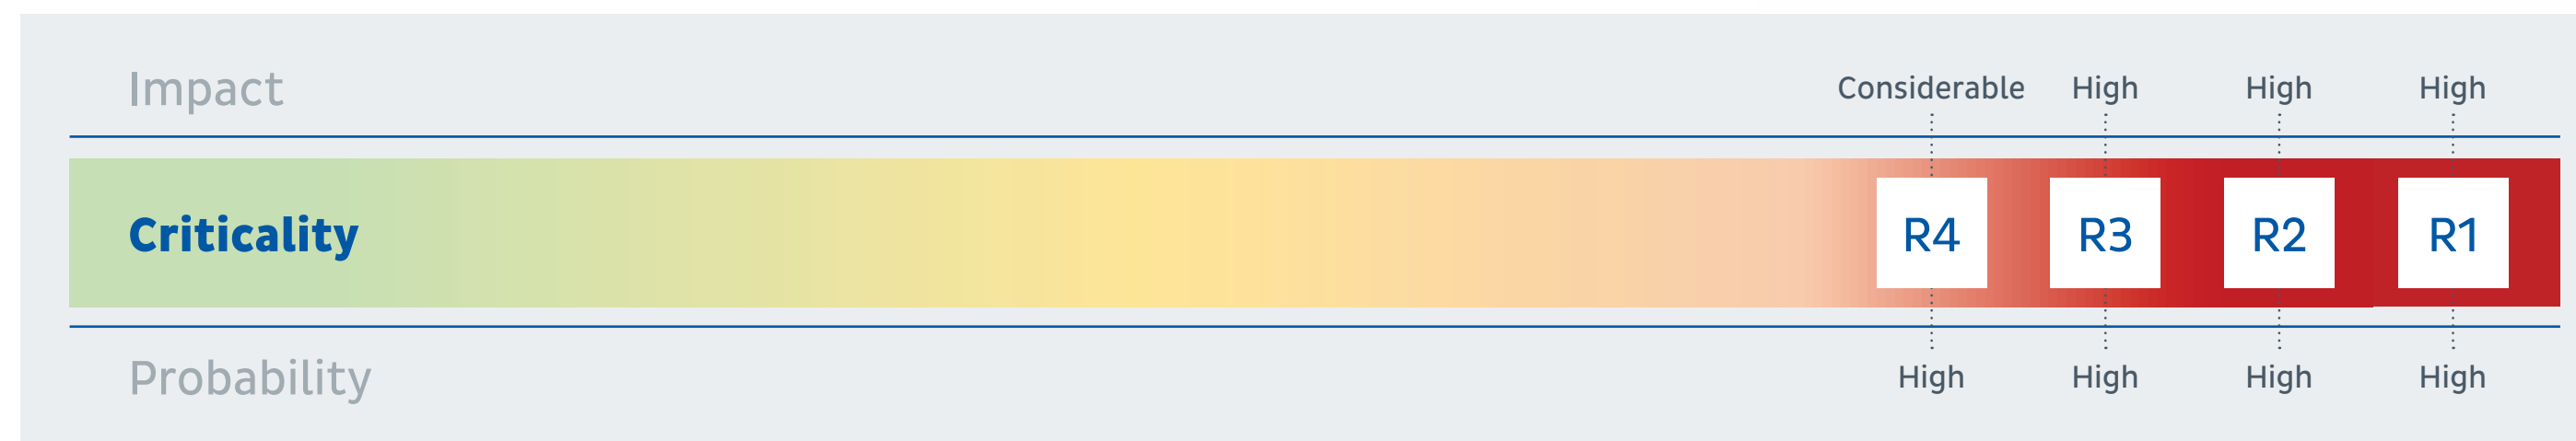 Impact Considerable High High High
Criticality R4 R3 R2 R1
Probability High High High High